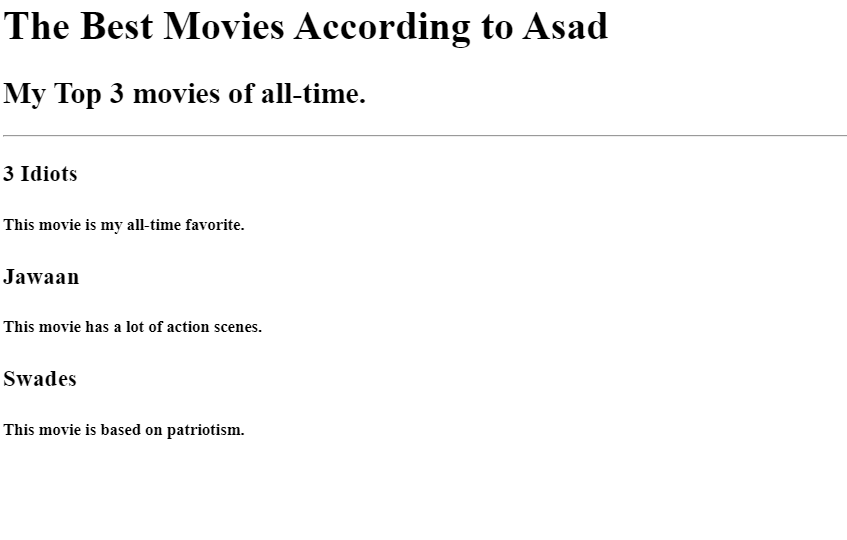 The Best Movies According to Asad
My Top 3 movies of all-time.
3 Idiots
This movie is my all-time favorite.
Jawaan
This movie has a lot of action scenes.
Swades
This movie is based on patriotism.